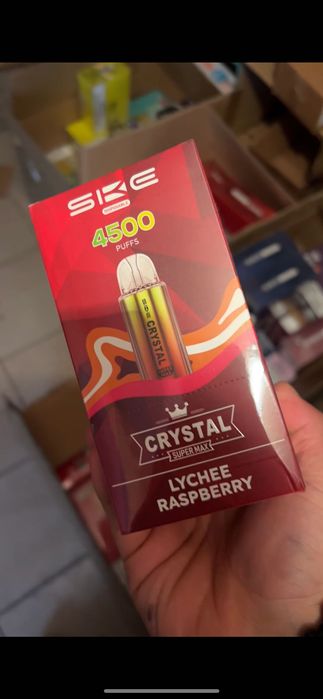 SKE
4500
PUFFS
CRYSTAL
CRYSTAL
SUPER MAX
LYCHEE
RASPBERRY